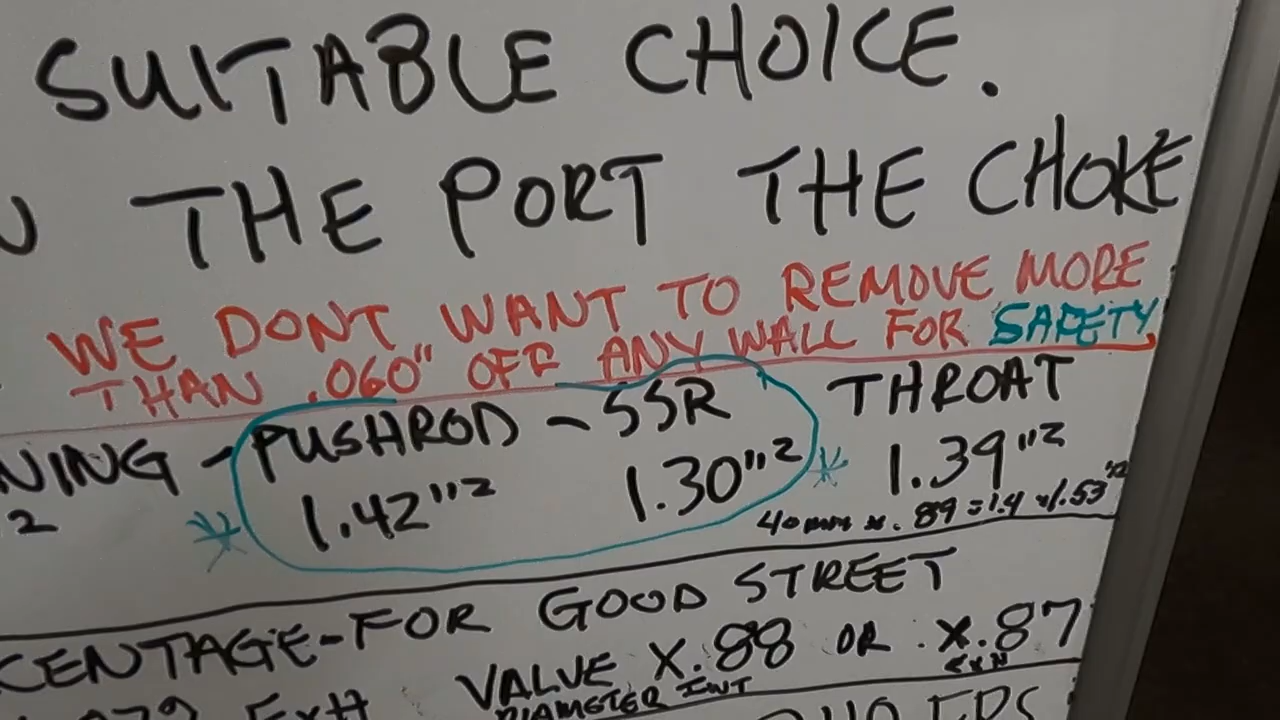 SUITABLE CHOICE.
THE PORT THE CHOKE
WE DONT WANT TO REMOVE MORE
THAN .060" OFF ANY WALL FOR SAFETY
NING - PUSHROD - SSR THROAT
2 1.42"² 1.30"² 1.39"²
40mm x .89 = 1.4
CENTAGE-FOR GOOD STREET
VALVE X.88 OR X.87
DIAMETER INT EXH